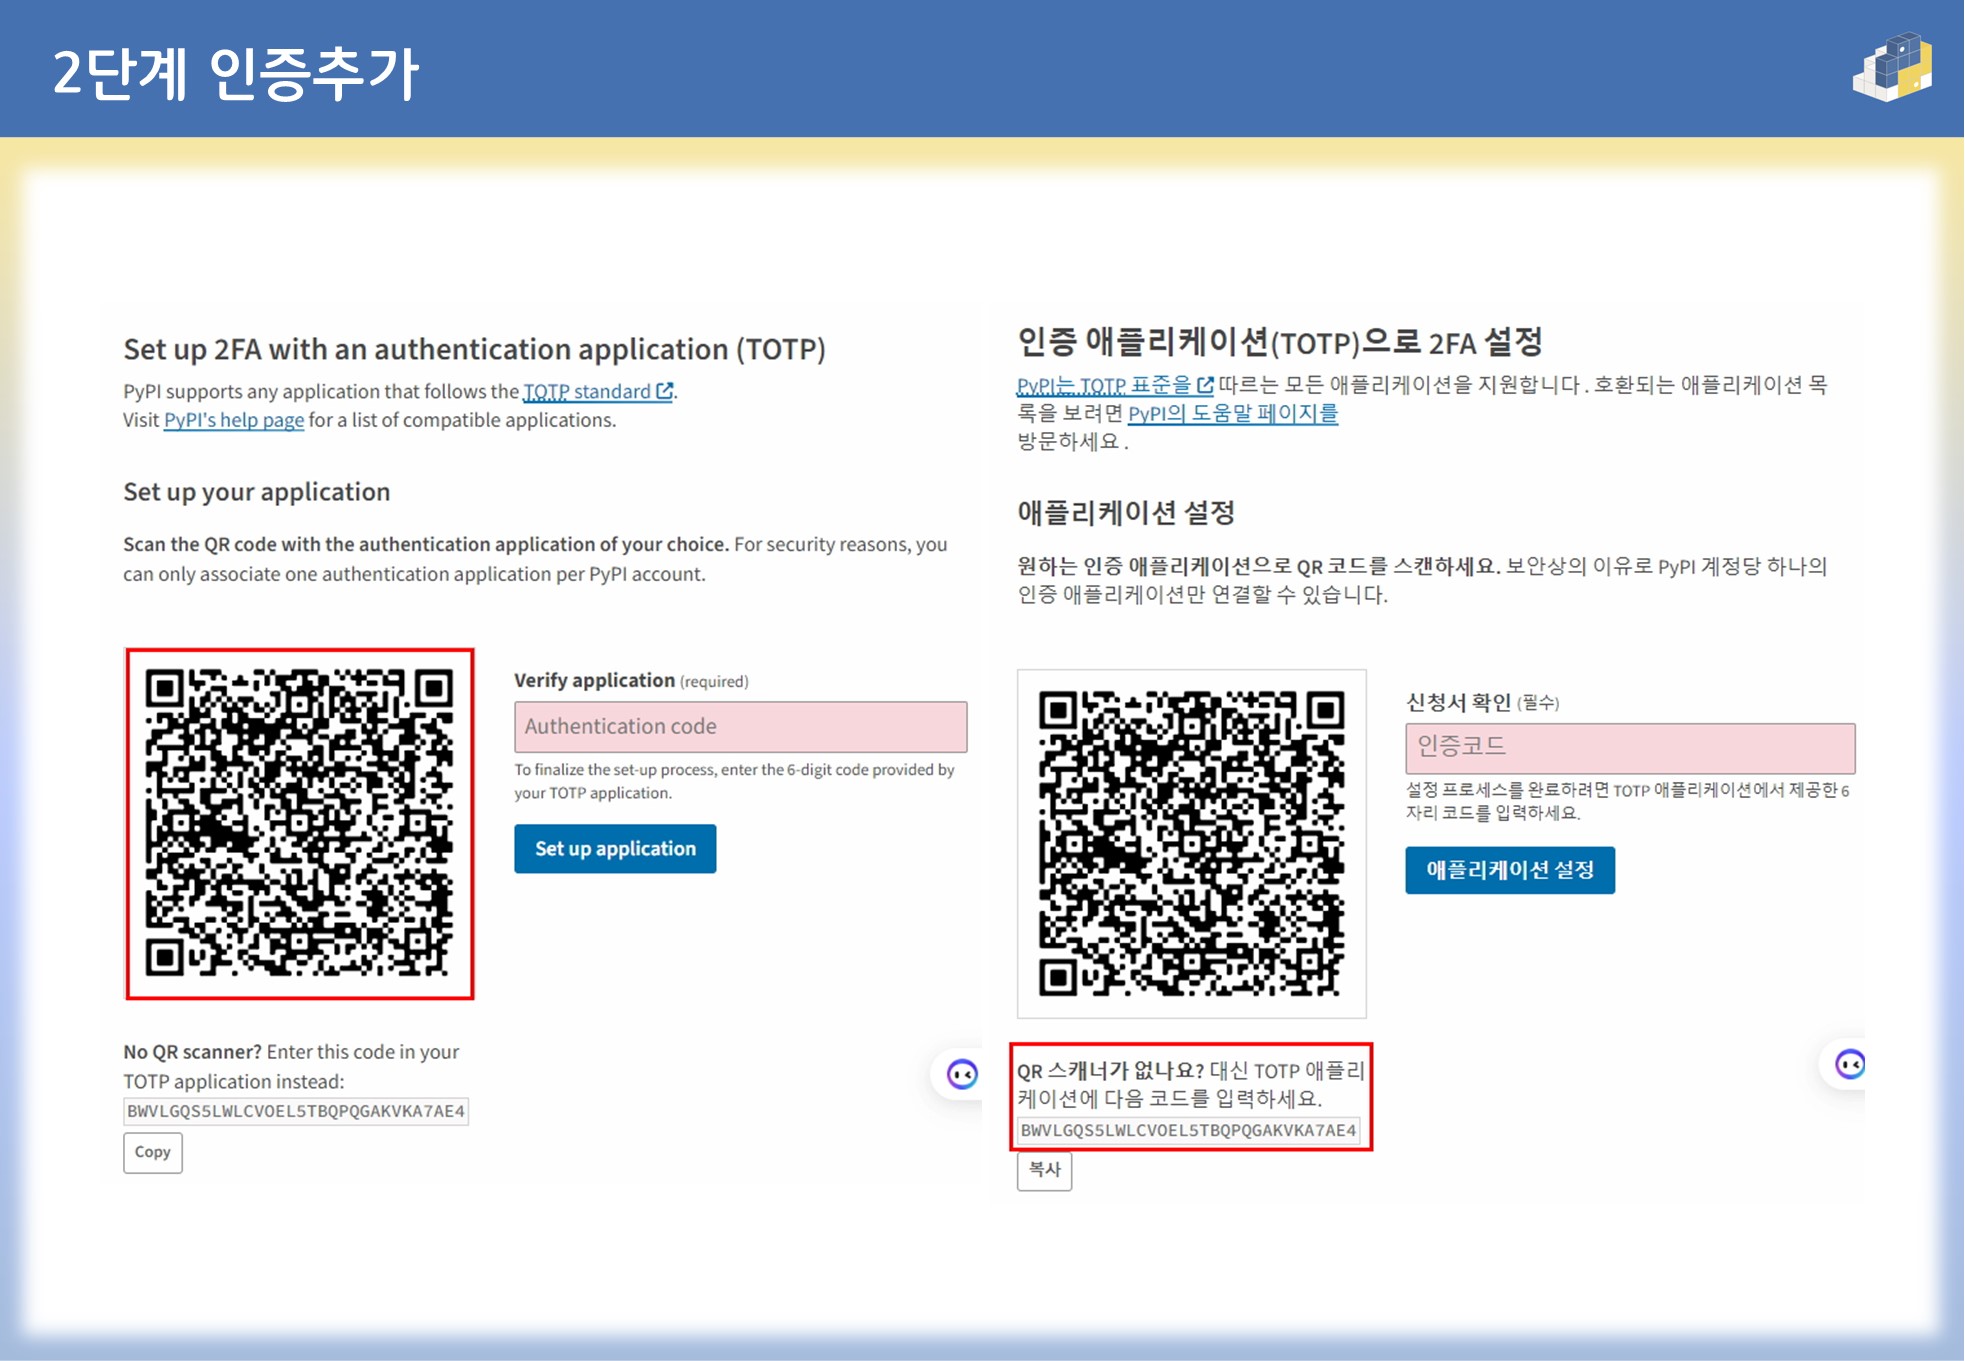 2단계 인증추가
Set up 2FA with an authentication application (TOTP)
PyPI supports any application that follows the TOTP standard.
Visit PyPI's help page for a list of compatible applications.
Set up your application
Scan the QR code with the authentication application of your choice. For security reasons, you
can only associate one authentication application per PyPI account.
Verify application (required)
Authentication code
To finalize the set-up process, enter the 6-digit code provided by
your TOTP application.
Set up application
No QR scanner? Enter this code in your
TOTP application instead:
BWVLGQS5LWLCVOEL5TBQPQGAKVKA7AE4
Copy
인증 애플리케이션(TOTP)으로 2FA 설정
PyPI는 TOTP 표준을 따르는 모든 애플리케이션을 지원합니다. 호환되는 애플리케이션 목
록을 보려면 PyPI의 도움말 페이지를
방문하세요.
애플리케이션 설정
원하는 인증 애플리케이션으로 QR 코드를 스캔하세요. 보안상의 이유로 PyPI 계정당 하나의
인증 애플리케이션만 연결할 수 있습니다.
신청서 확인 (필수)
인증코드
설정 프로세스를 완료하려면 TOTP 애플리케이션에서 제공한 6
자리 코드를 입력하세요.
애플리케이션 설정
QR 스캐너가 없나요? 대신 TOTP 애플리
케이션에 다음 코드를 입력하세요.
BWVLGQS5LWLCVOEL5TBQPQGAKVKA7AE4
복사